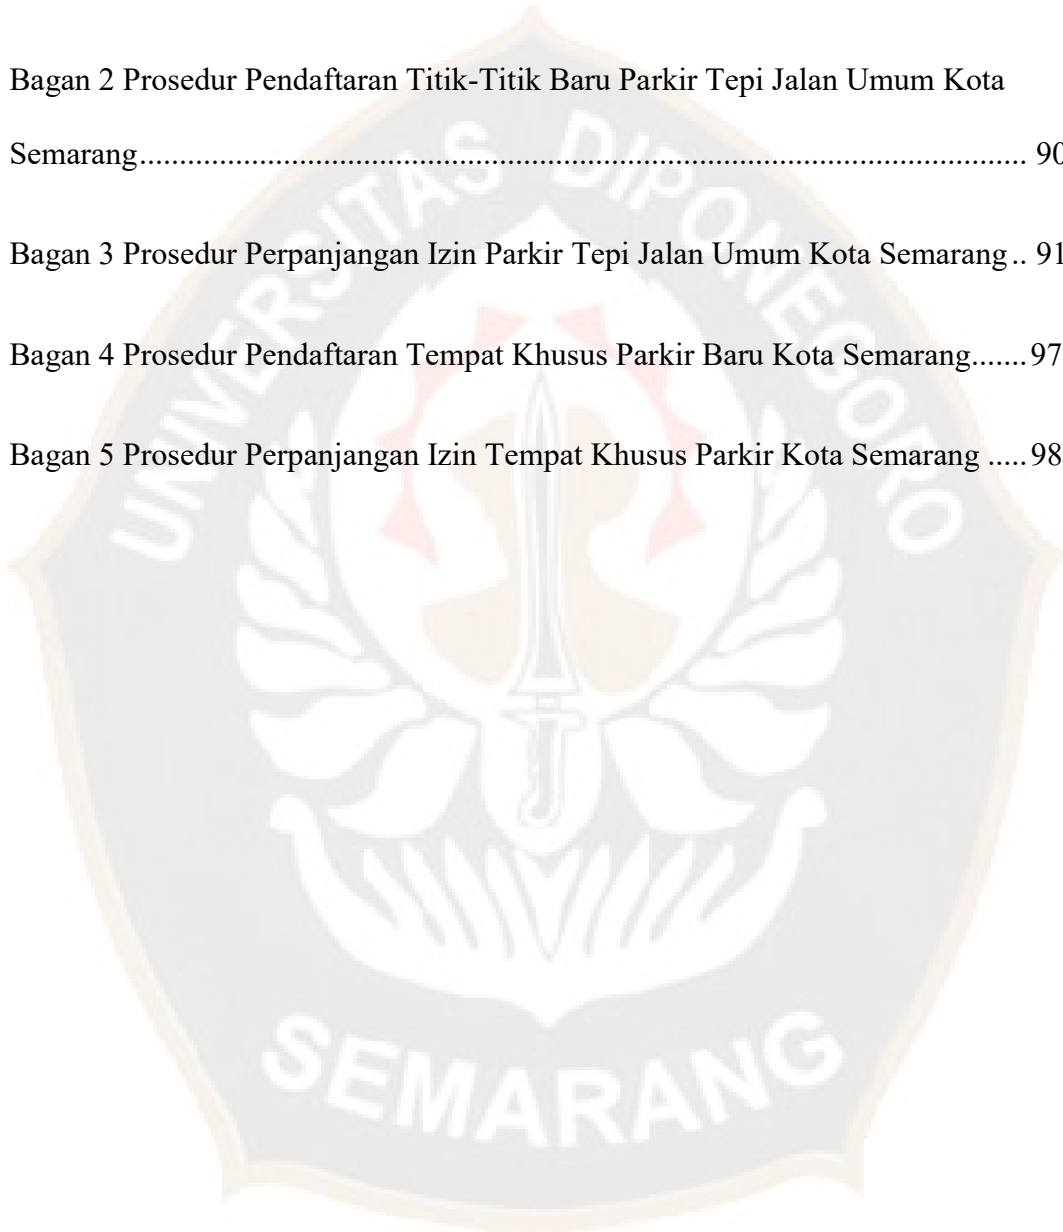 Bagan 2 Prosedur Pendaftaran Titik-Titik Baru Parkir Tepi Jalan Umum Kota
Semarang.................................................................................................................. 90
Bagan 3 Prosedur Perpanjangan Izin Parkir Tepi Jalan Umum Kota Semarang.. 91
Bagan 4 Prosedur Pendaftaran Tempat Khusus Parkir Baru Kota Semarang.......97
Bagan 5 Prosedur Perpanjangan Izin Tempat Khusus Parkir Kota Semarang .....98
UNIVERSITAS DIPONEGORO
SEMARANG